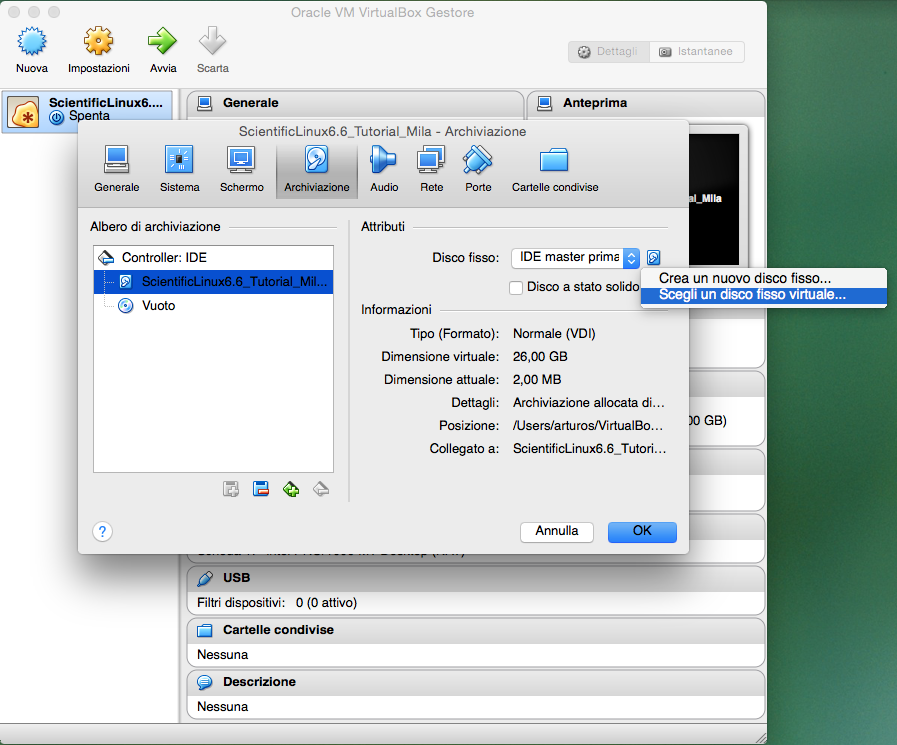 Oracle VM VirtualBox Gestore
Nuova
Impostazioni
Avvia
Scarta
Dettagli
Istantanee
ScientificLinux6....
Spenta
Generale
Anteprima
ScientificLinux6.6_Tutorial_Mila - Archiviazione
Generale
Sistema
Schermo
Archiviazione
Audio
Rete
Porte
Cartelle condivise
al_Mila
Albero di archiviazione
Controller: IDE
ScientificLinux6.6_Tutorial_Mil...
Vuoto
Attributi
Disco fisso:
IDE master prima
Disco a stato solido
Crea un nuovo disco fisso...
Scegli un disco fisso virtuale...
Informazioni
Tipo (Formato): Normale (VDI)
Dimensione virtuale: 26,00 GB
Dimensione attuale: 2,00 MB
Dettagli: Archiviazione allocata di...
Posizione: /Users/arturos/VirtualBo...
Collegato a: ScientificLinux6.6_Tutori...
00 GB)
?
Annulla
OK
USB
Filtri dispositivi: 0 (0 attivo)
Cartelle condivise
Nessuna
Descrizione
Nessuna